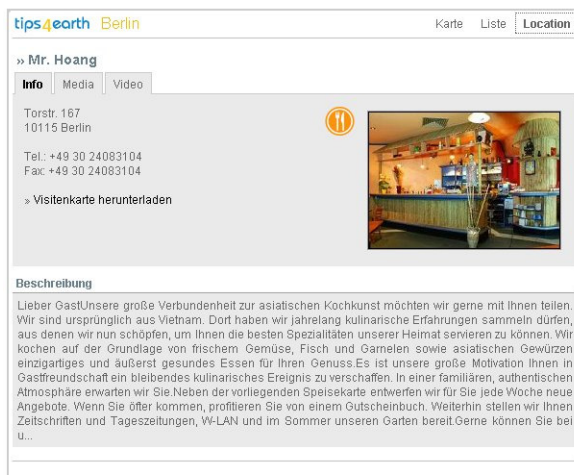 tips4earth Berlin Karte Liste Location
» Mr. Hoang
Info Media Video
Torstr. 167
10115 Berlin
Tel.: +49 30 24083104
Fax: +49 30 24083104
» Visitenkarte herunterladen
Beschreibung
Lieber GastUnsere große Verbundenheit zur asiatischen Kochkunst möchten wir gerne mit Ihnen teilen.
Wir sind ursprünglich aus Vietnam. Dort haben wir jahrelang kulinarische Erfahrungen sammeln dürfen,
aus denen wir nun schöpfen, um Ihnen die besten Spezialitäten unserer Heimat servieren zu können. Wir
kochen auf der Grundlage von frischem Gemüse, Fisch und Garnelen sowie asiatischen Gewürzen
einzigartiges und äußerst gesundes Essen für Ihren Genuss.Es ist unsere große Motivation Ihnen in
Gastfreundschaft ein bleibendes kulinarisches Ereignis zu verschaffen. In einer familiären, authentischen
Atmosphäre erwarten wir Sie.Neben der vorliegenden Speisekarte entwerfen wir für Sie jede Woche neue
Angebote. Wenn Sie öfter kommen, profitieren Sie von einem Gutscheinbuch. Weiterhin stellen wir Ihnen
Zeitschriften und Tageszeitungen, W-LAN und im Sommer unseren Garten bereit.Gerne können Sie bei
u...